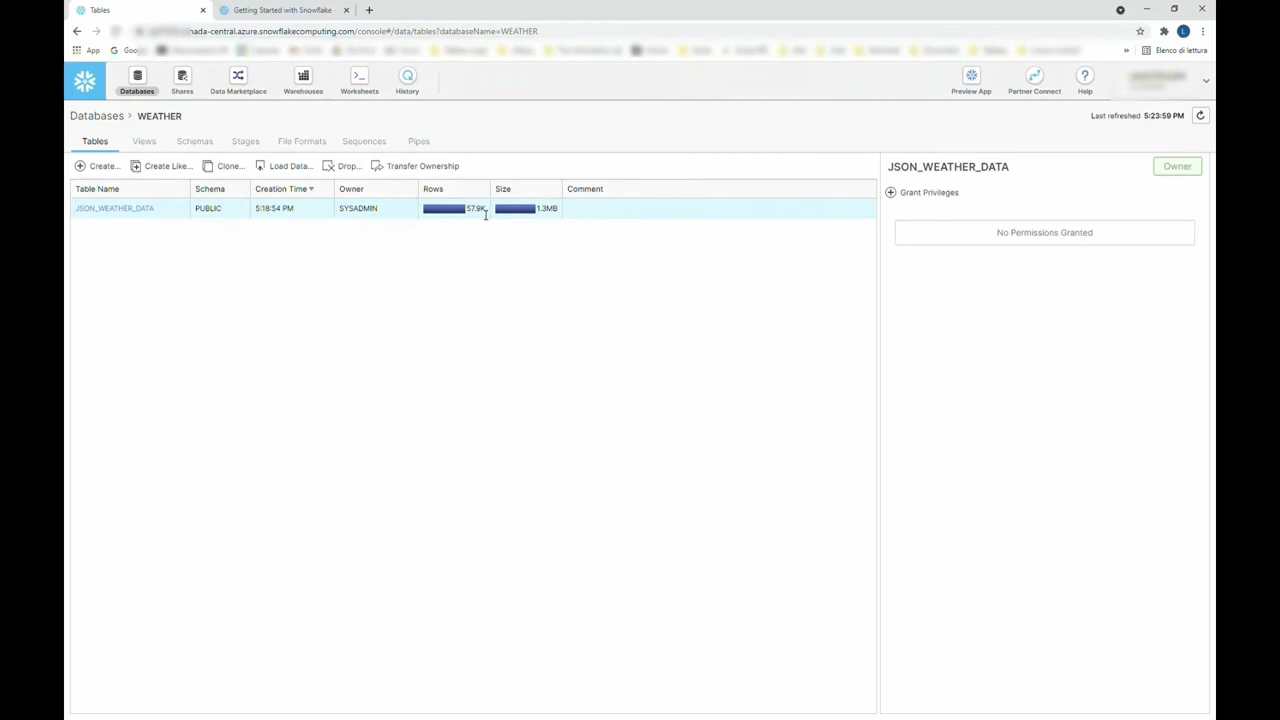 Tables
Getting Started with Snowflake
nada-central.azure.snowflakecomputing.com/console#/data/tables?databaseName=WEATHER
App
Elenco di lettura
Databases
Shares
Data Marketplace
Warehouses
Worksheets
History
Preview App
Partner Connect
Help
Databases > WEATHER
Last refreshed 5:23:59 PM
Tables Views Schemas Stages File Formats Sequences Pipes
Create... Create Like... Clone... Load Data... Drop... Transfer Ownership
Table Name Schema Creation Time Owner Rows Size Comment
JSON_WEATHER_DATA PUBLIC 5:18:54 PM SYSADMIN 57.9K 1.3MB
JSON_WEATHER_DATA
Owner
Grant Privileges
No Permissions Granted